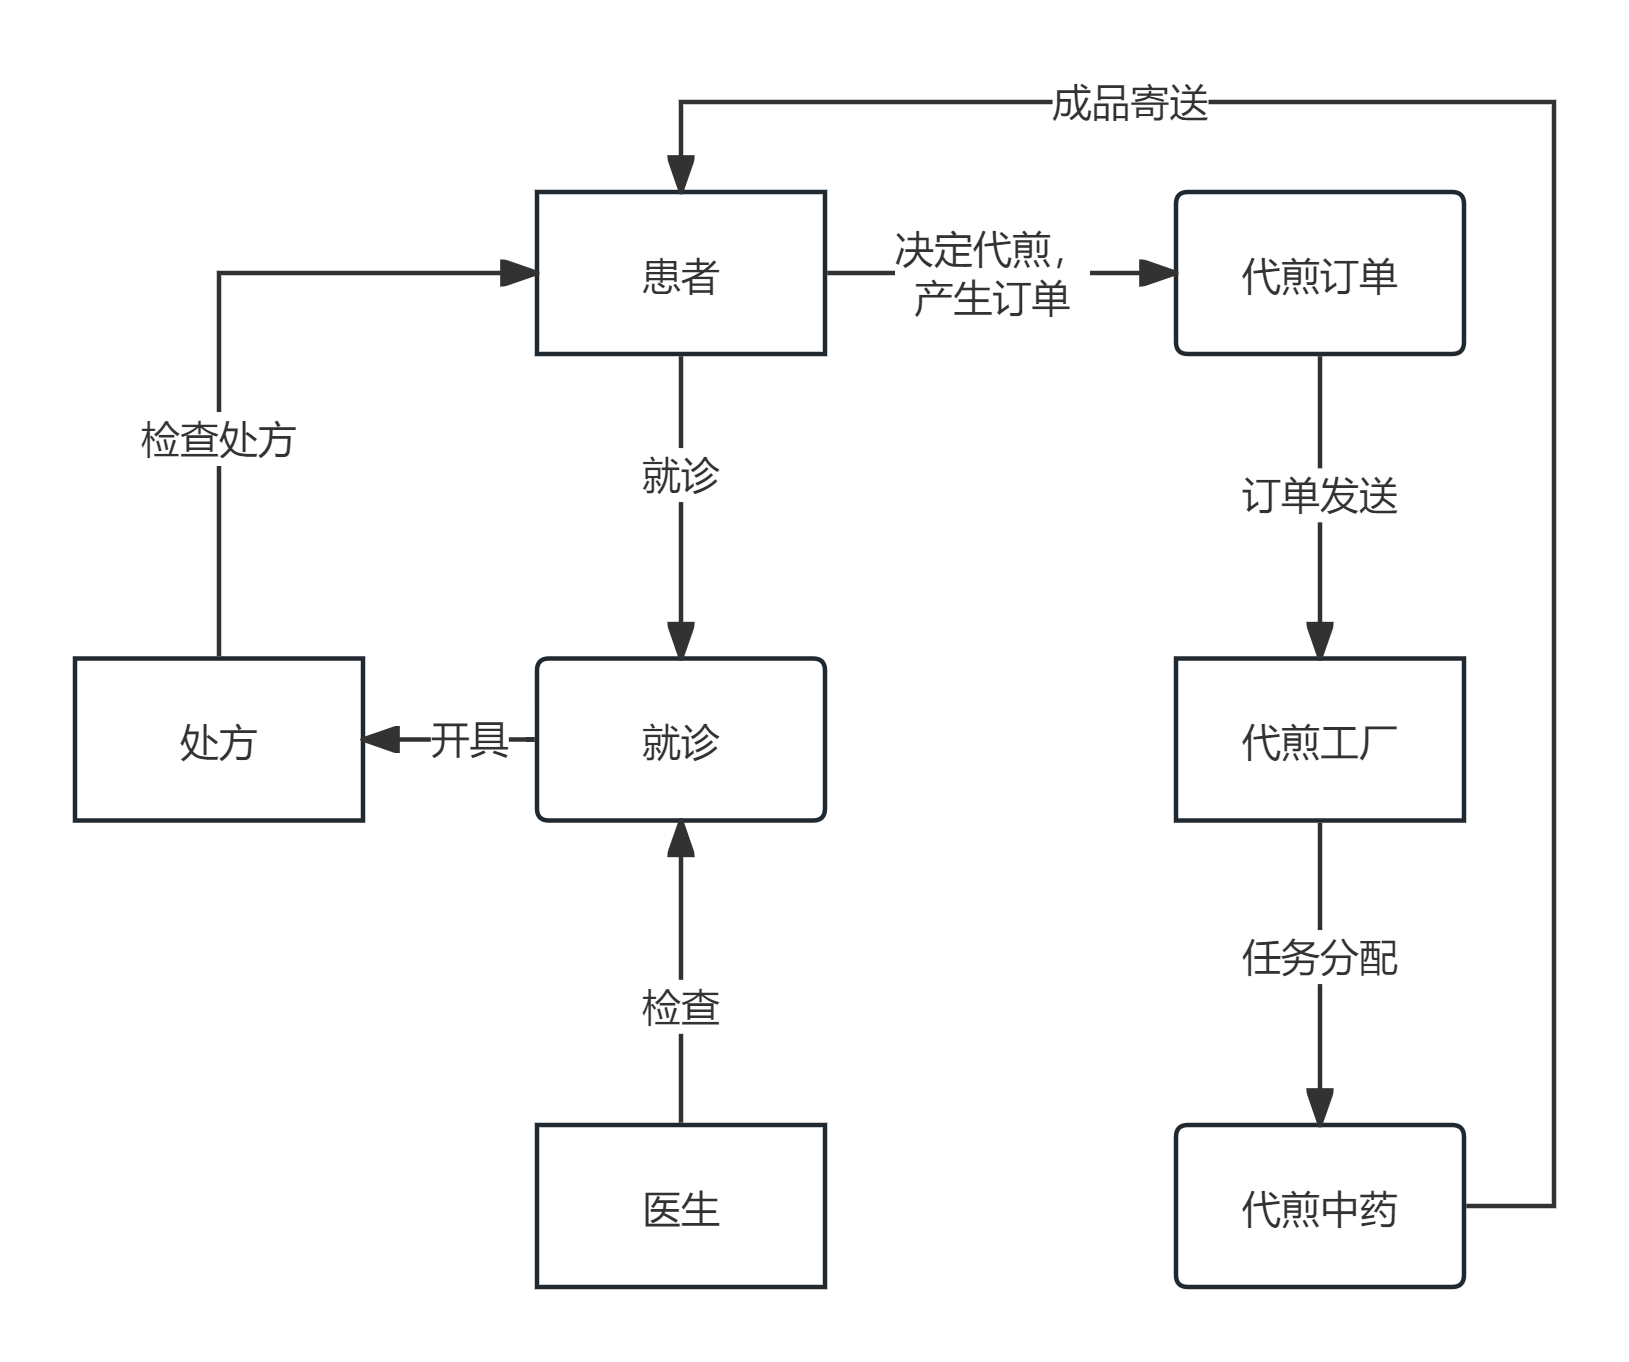 成品寄送
患者
决定代煎，
产生订单
代煎订单
检查处方
就诊
订单发送
处方
开具
就诊
代煎工厂
任务分配
检查
医生
代煎中药